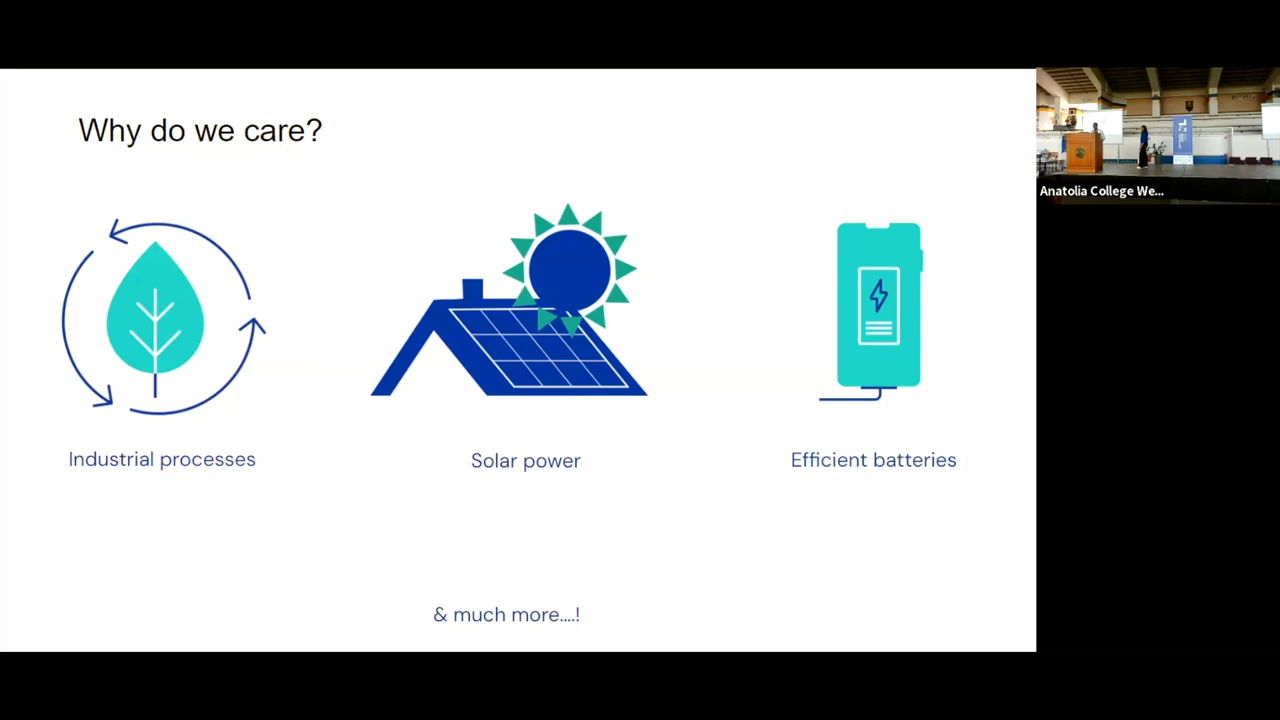 Why do we care?
Industrial processes
Solar power
Efficient batteries
& much more....!
Anatolia College We...